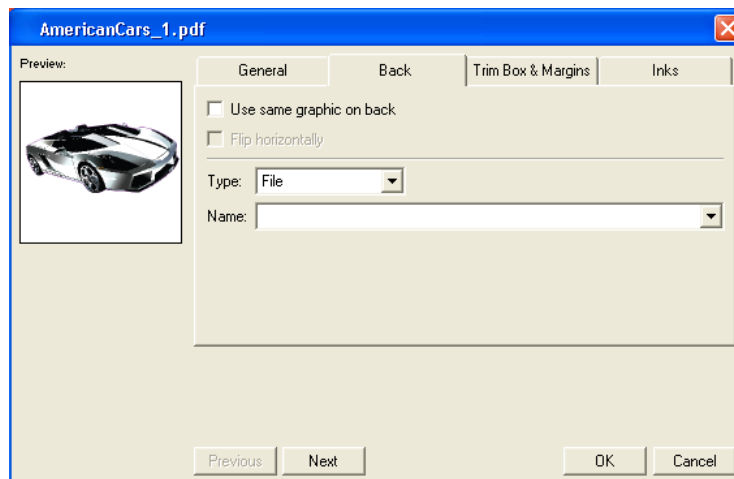 AmericanCars_1.pdf
Preview:
General Back Trim Box & Margins Inks
Use same graphic on back
Flip horizontally
Type: File
Name:
Previous Next OK Cancel